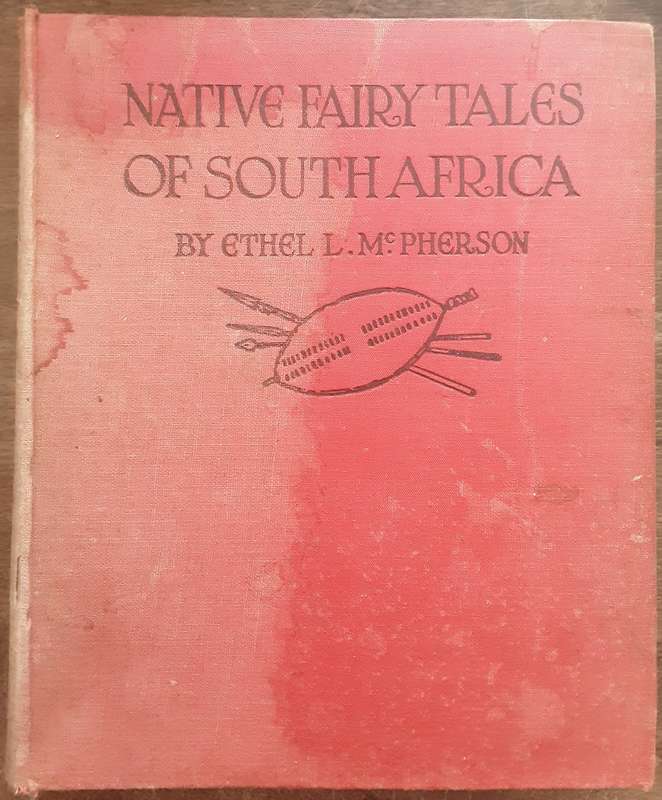 NATIVE FAIRY TALES
OF SOUTH AFRICA
BY ETHEL L. McPHERSON